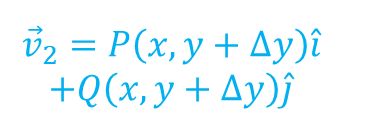 v⃗₂ = P(x, y + Δy)î
+Q(x, y + Δy)ĵ